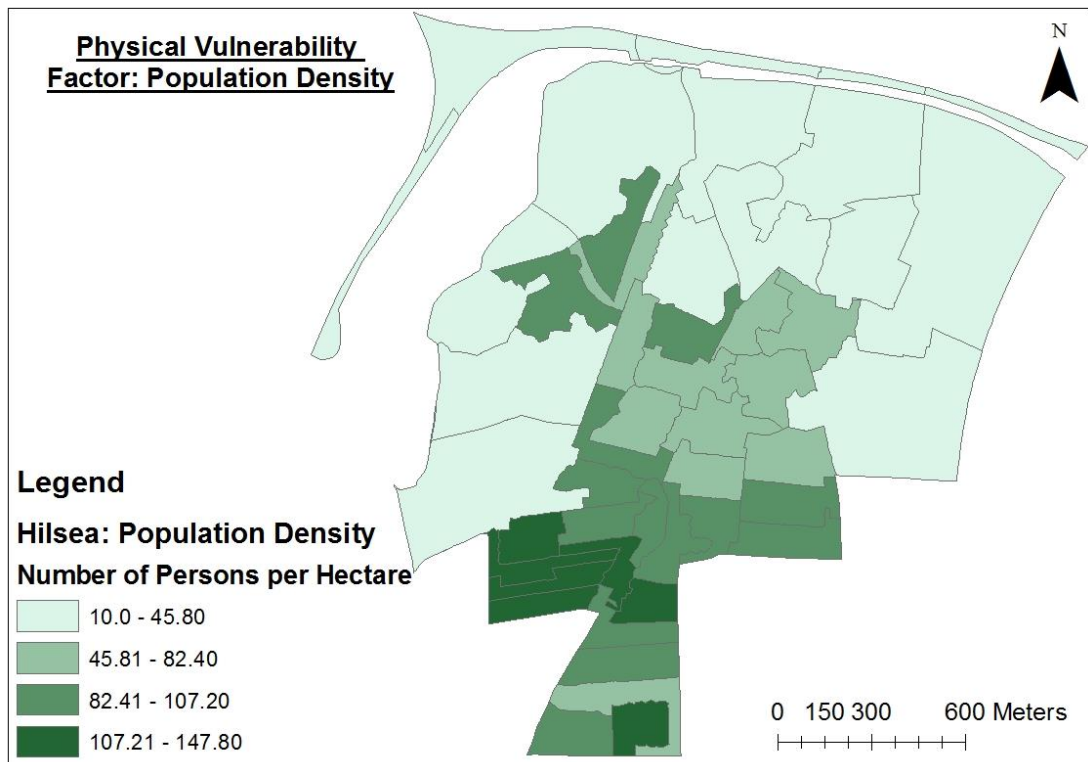 Physical Vulnerability
Factor: Population Density
N
Legend
Hilsea: Population Density
Number of Persons per Hectare
10.0 - 45.80
45.81 - 82.40
82.41 - 107.20
107.21 - 147.80
0 150 300 600 Meters